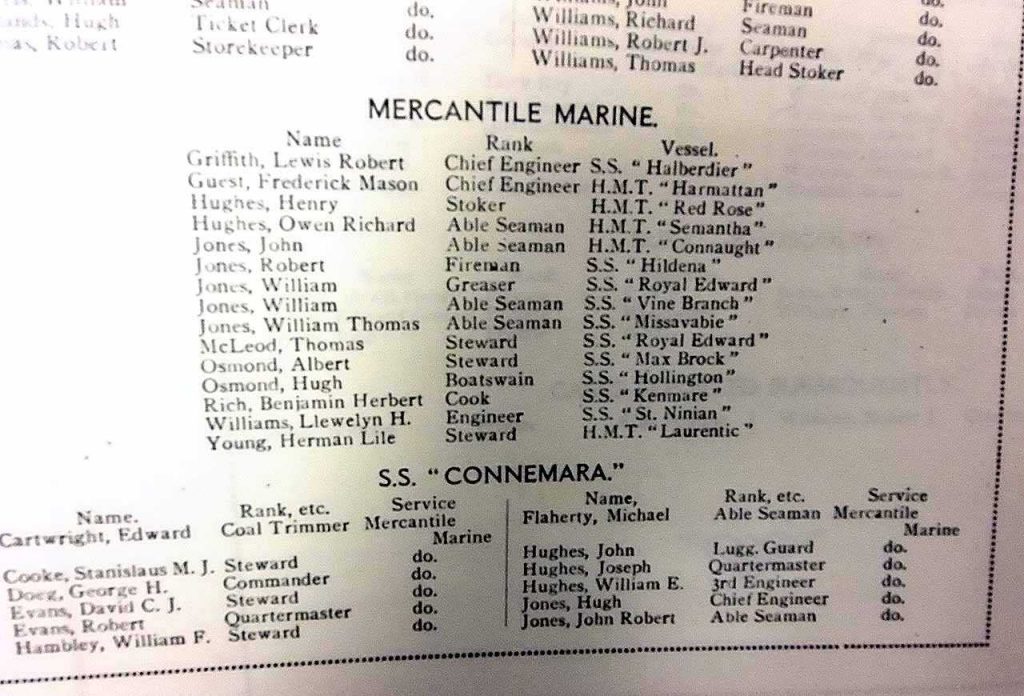 Seaman do. John Fireman do.
Hugh Ticket Clerk do. Williams, Richard Seaman do.
Robert Storekeeper do. Williams, Robert J. Carpenter do.
Williams, Thomas Head Stoker do.
MERCANTILE MARINE.
Name Rank Vessel.
Griffith, Lewis Robert Chief Engineer S.S. "Halberdier"
Guest, Frederick Mason Chief Engineer H.M.T. "Harmattan"
Hughes, Henry Stoker H.M.T. "Red Rose"
Hughes, Owen Richard Able Seaman H.M.T. "Semantha"
Jones, John Able Seaman H.M.T. "Connaught"
Jones, Robert Fireman S.S. "Hildena"
Jones, William Greaser S.S. "Royal Edward"
Jones, William Able Seaman S.S. "Vine Branch"
Jones, William Thomas Able Seaman S.S. "Missavabie"
McLeod, Thomas Steward S.S. "Royal Edward"
Osmond, Albert Steward S.S. "Max Brock"
Osmond, Hugh Boatswain S.S. "Hollington"
Rich, Benjamin Herbert Cook S.S. "Kenmare"
Williams, Llewelyn H. Engineer S.S. "St. Ninian"
Young, Herman Lile Steward H.M.T. "Laurentic"
S.S. "CONNEMARA."
Name. Rank, etc. Service
Cartwright, Edward Coal Trimmer Mercantile
Marine
Cooke, Stanislaus M. J. Steward do.
Doeg, George H. Commander do.
Evans, David C. J. Steward do.
Evans, Robert Quartermaster do.
Hambley, William F. Steward do.
Name, Rank, etc. Service
Flaherty, Michael Able Seaman Mercantile
Marine
Hughes, John Lugg. Guard do.
Hughes, Joseph Quartermaster do.
Hughes, William E. 3rd Engineer do.
Jones, Hugh Chief Engineer do.
Jones, John Robert Able Seaman do.